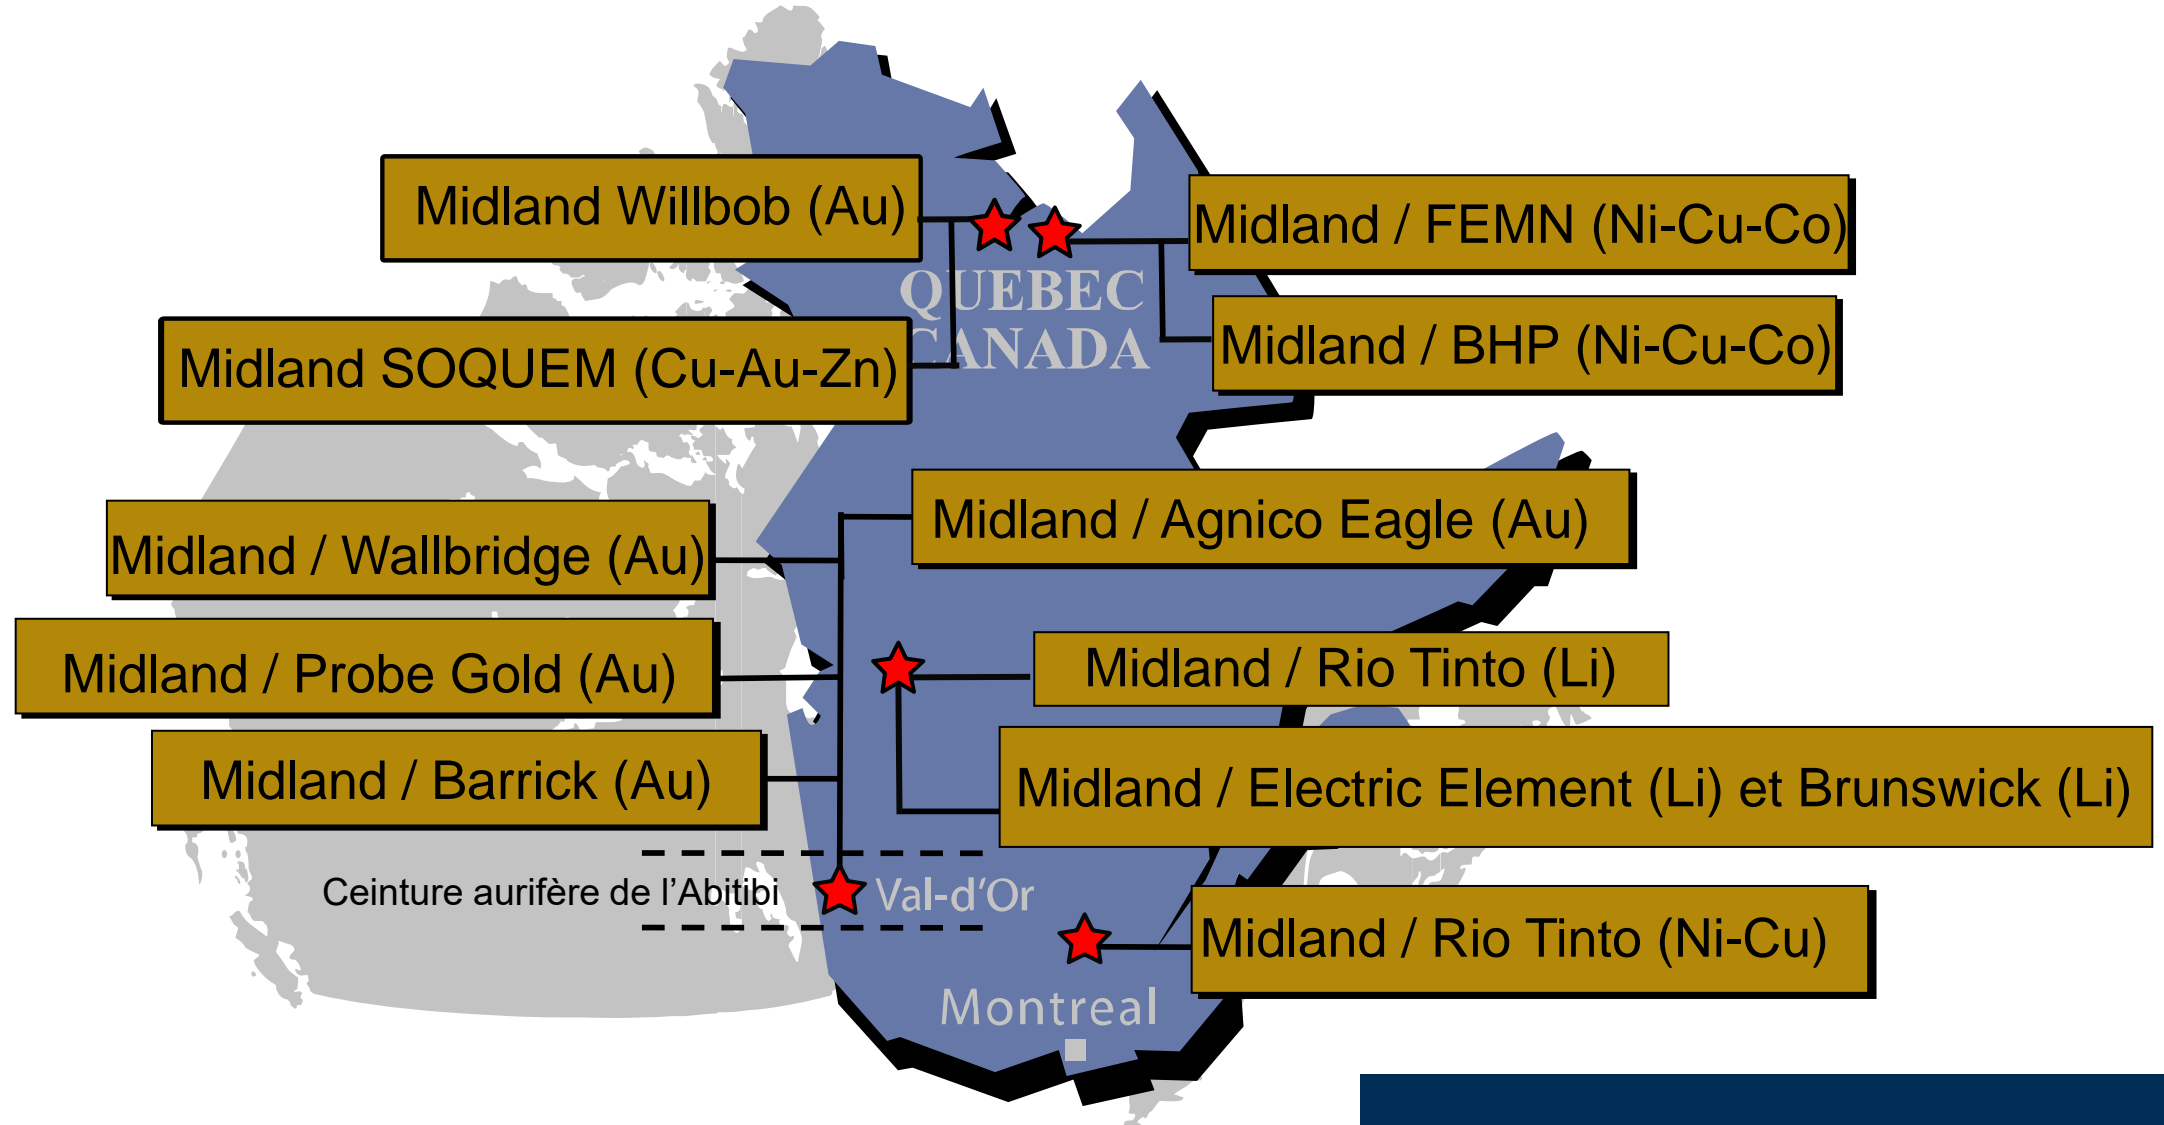 Midland Willbob (Au)
Midland / FEMN (Ni-Cu-Co)
QUEBEC
CANADA
Midland SOQUEM (Cu-Au-Zn)
Midland / BHP (Ni-Cu-Co)
Midland / Agnico Eagle (Au)
Midland / Wallbridge (Au)
Midland / Probe Gold (Au)
Midland / Rio Tinto (Li)
Midland / Barrick (Au)
Midland / Electric Element (Li) et Brunswick (Li)
Ceinture aurifère de l’Abitibi
Val-d’Or
Midland / Rio Tinto (Ni-Cu)
Montreal